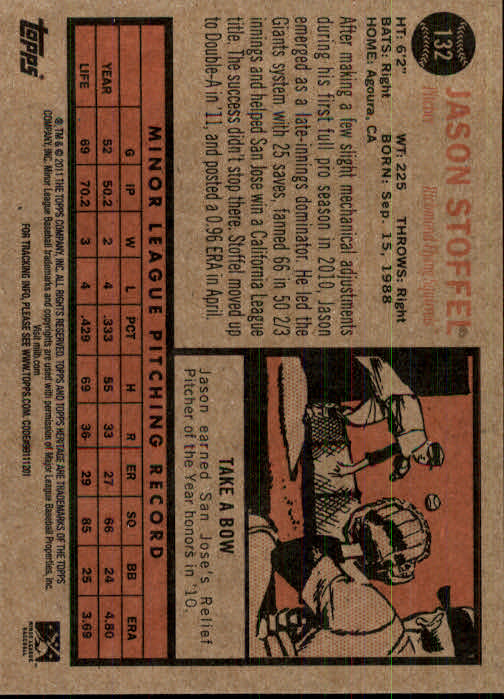 132
JASON STOFFEL®
Pitcher Richmond Flying Squirrels®
HT: 6'2" WT: 225 THROWS: Right
BATS: Right BORN: Sep. 15, 1988
HOME: Agoura, CA
After making a few slight mechanical adjustments
during his first full pro season in 2010, Jason
emerged as a late-innings dominator. He led the
Giants system with 25 saves, fanned 66 in 50 2/3
innings and helped San Jose win a California League
title. The success didn't stop there. Stoffel moved up
to Double-A in '11, and posted a 0.96 ERA in April.
TAKE A BOW
Jason earned San Jose's Relief
Pitcher of the Year honors in '10.
MINOR LEAGUE PITCHING RECORD
G IP W L PCT H R ER SO BB ERA
YEAR 52 50.2 2 4 .333 55 33 27 66 24 4.80
LIFE 69 70.2 3 4 .429 69 36 29 85 25 3.69
Topps®
® TM & © 2011 THE TOPPS COMPANY, INC. ALL RIGHTS RESERVED. TOPPS AND TOPPS HERITAGE ARE TRADEMARKS OF THE TOPPS
COMPANY, INC. Minor League Baseball trademarks and copyrights are used with permission of Major League Baseball Properties, Inc.
Visit milb.com
FOR TRACKING INFO, PLEASE SEE WWW.TOPPS.COM.
MINOR LEAGUE
BASEBALL